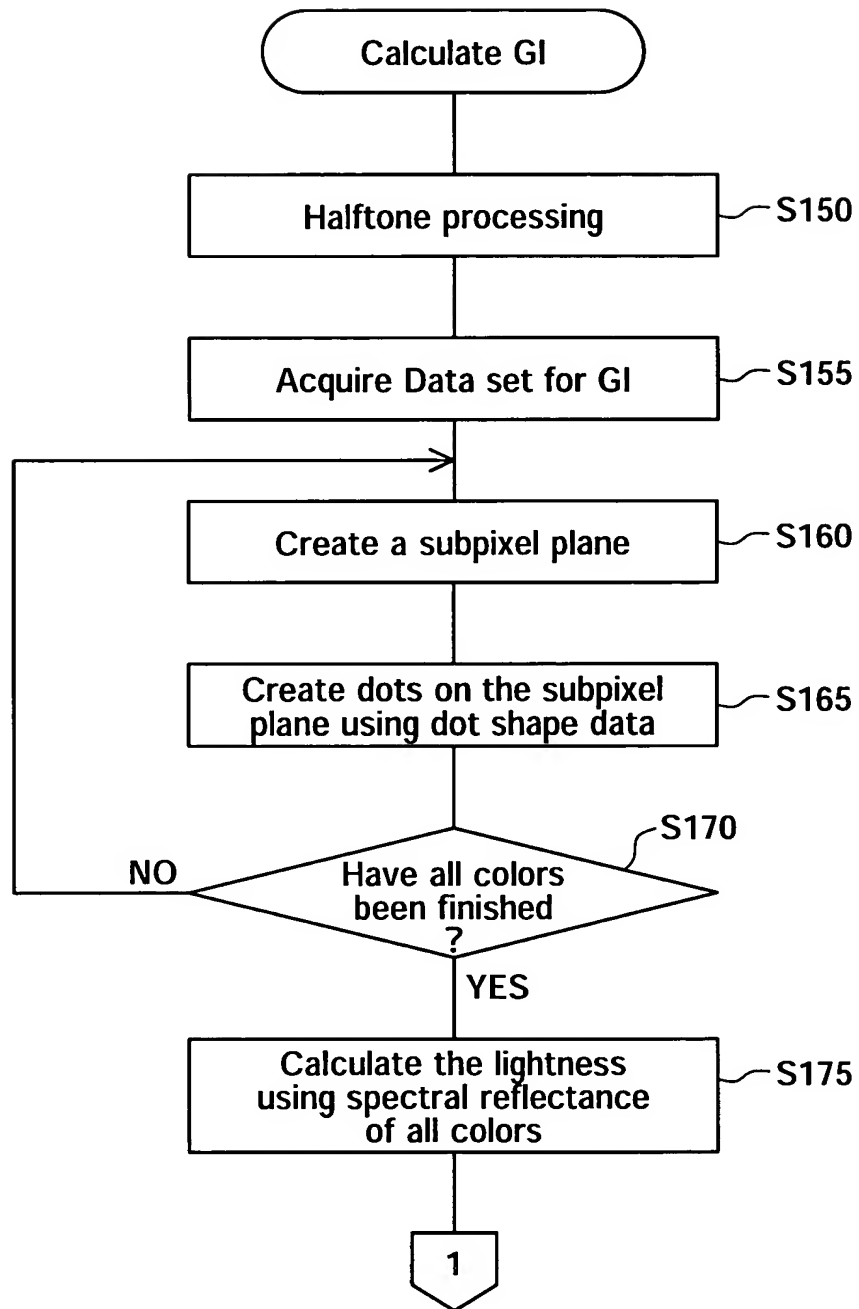 Calculate GI
Halftone processing
S150
Acquire Data set for GI
S155
Create a subpixel plane
S160
Create dots on the subpixel
plane using dot shape data
S165
S170
NO
Have all colors
been finished
?
YES
Calculate the lightness
using spectral reflectance
of all colors
S175
1